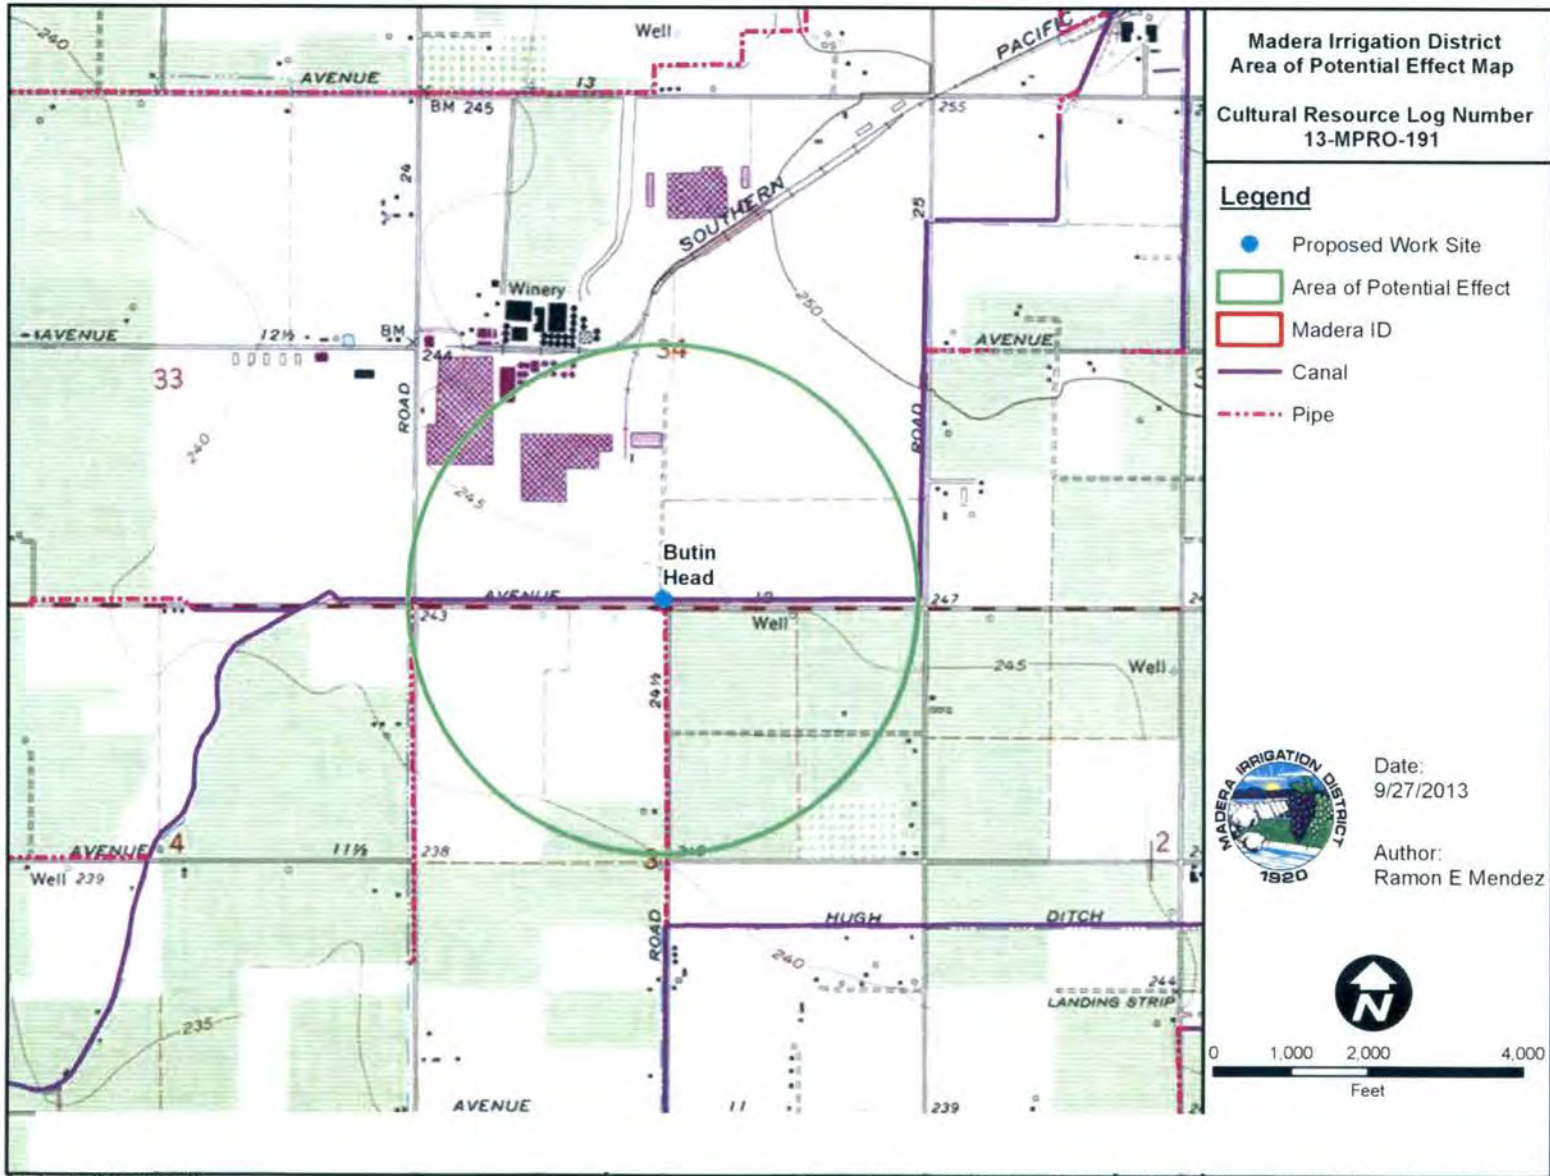 Madera Irrigation District
Area of Potential Effect Map
Cultural Resource Log Number
13-MPRO-191
Legend
Proposed Work Site
Area of Potential Effect
Madera ID
Canal
Pipe
MADERA IRRIGATION DISTRICT
1920
Date:
9/27/2013
Author:
Ramon E Mendez
N
0 1,000 2,000 4,000
Feet
240
Well
PACIFIC
AVENUE 13
BM 245
255
24
25
SOUTHERN
Winery
250
AVENUE 12½
BM
244
34
AVENUE
33
ROAD
ROAD
240
245
Butin
Head
AVENUE
243
247
Well
24½
245
Well
AVENUE
4
11½
238
2
Well 239
ROAD
HUGH DITCH
240
244
LANDING STRIP
235
AVENUE 11
239